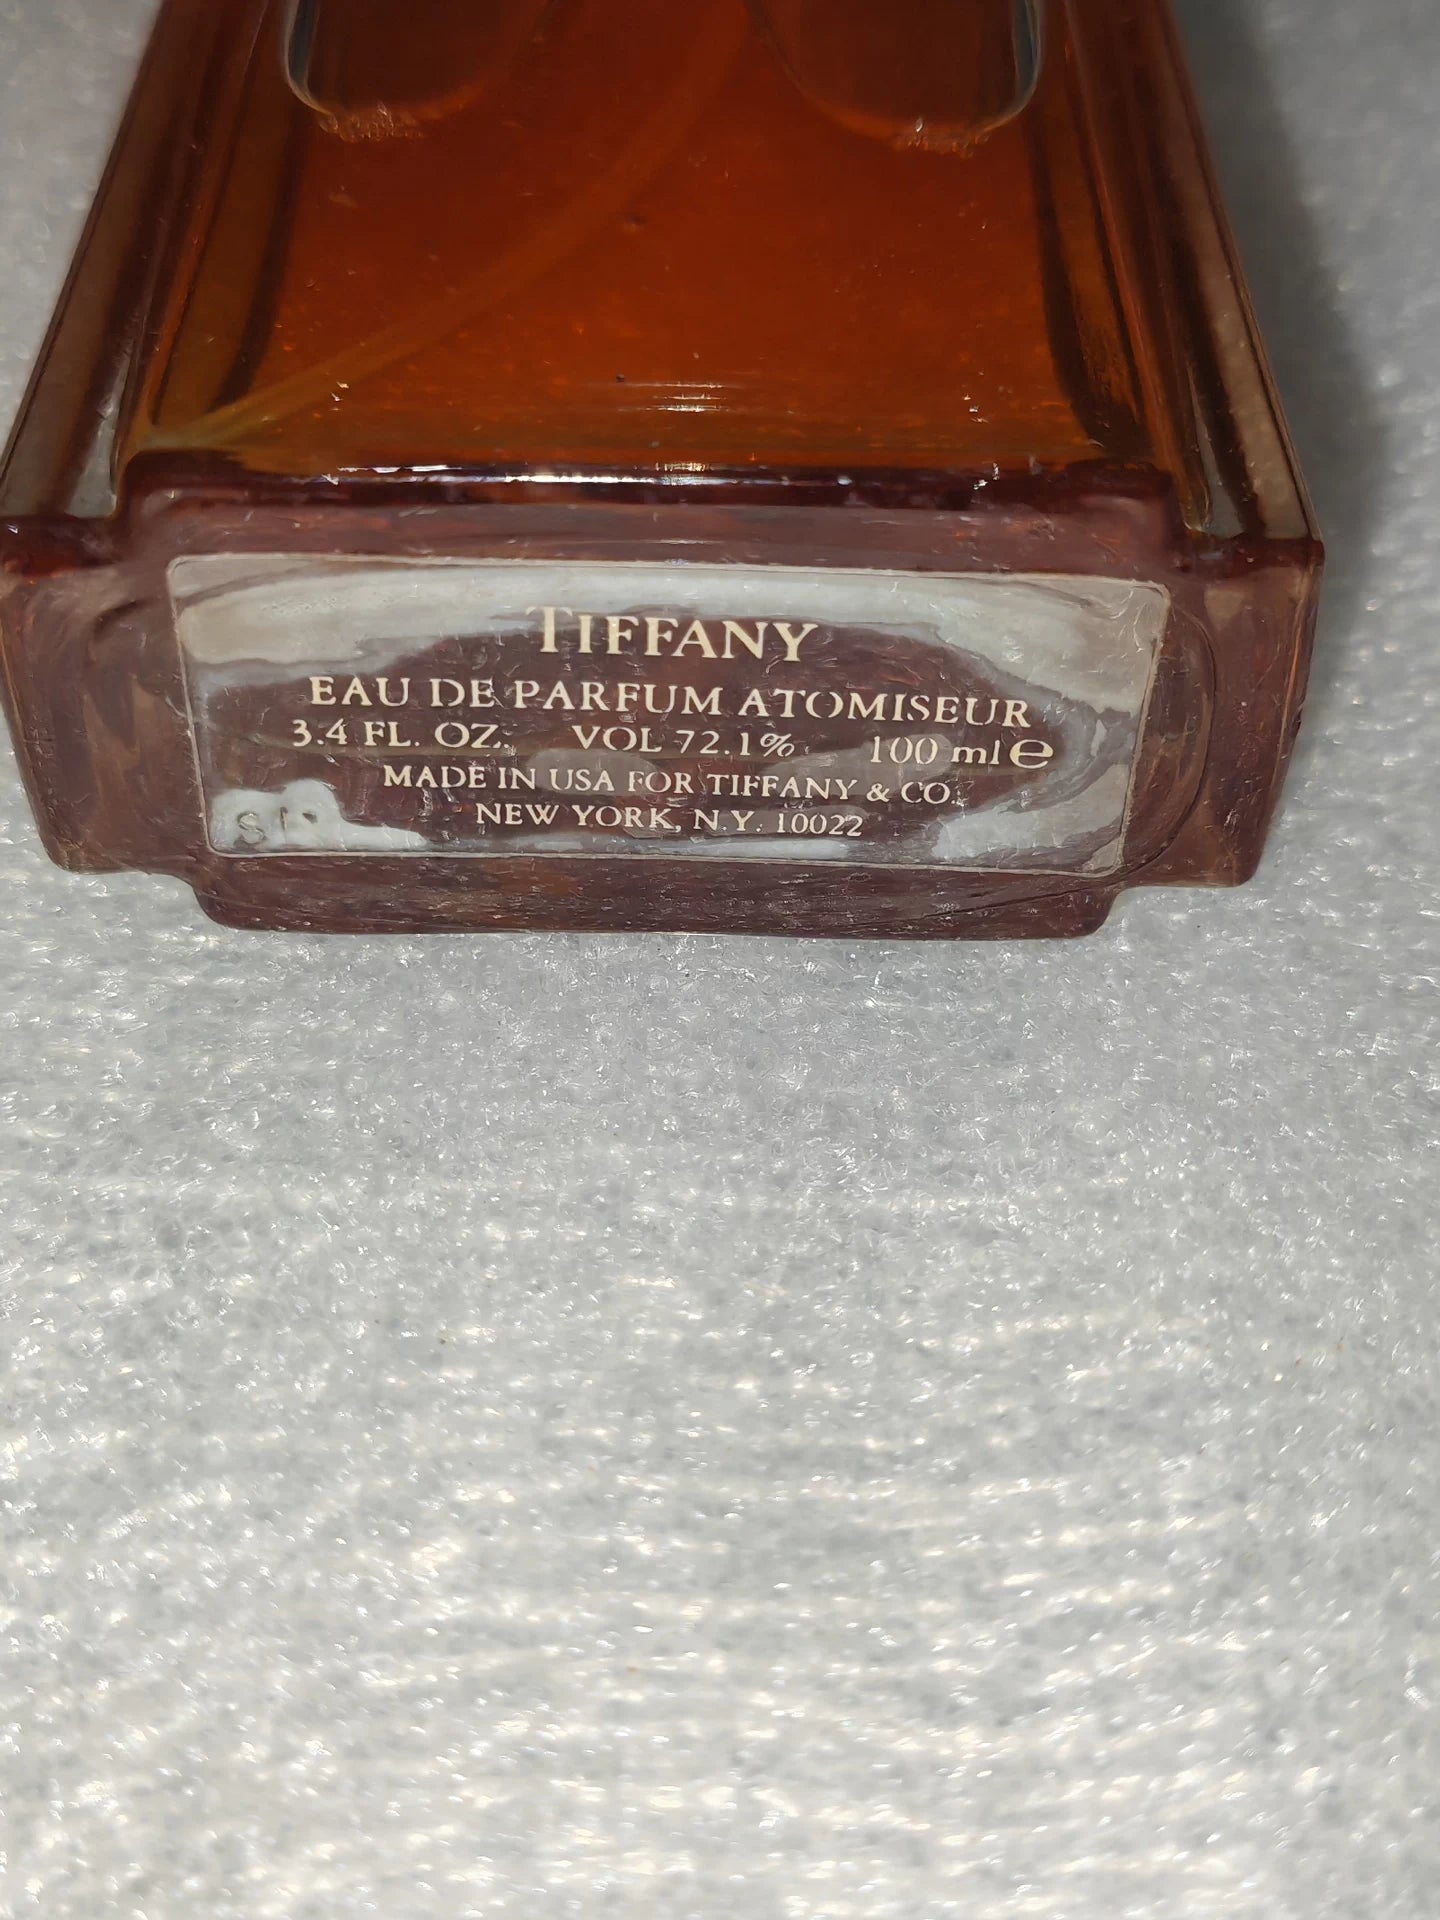 TIFFANY
EAU DE PARFUM ATOMISEUR
3.4 FL. OZ. VOL 72.1% 100 ml ℮
MADE IN USA FOR TIFFANY & CO.
NEW YORK, N.Y. 10022